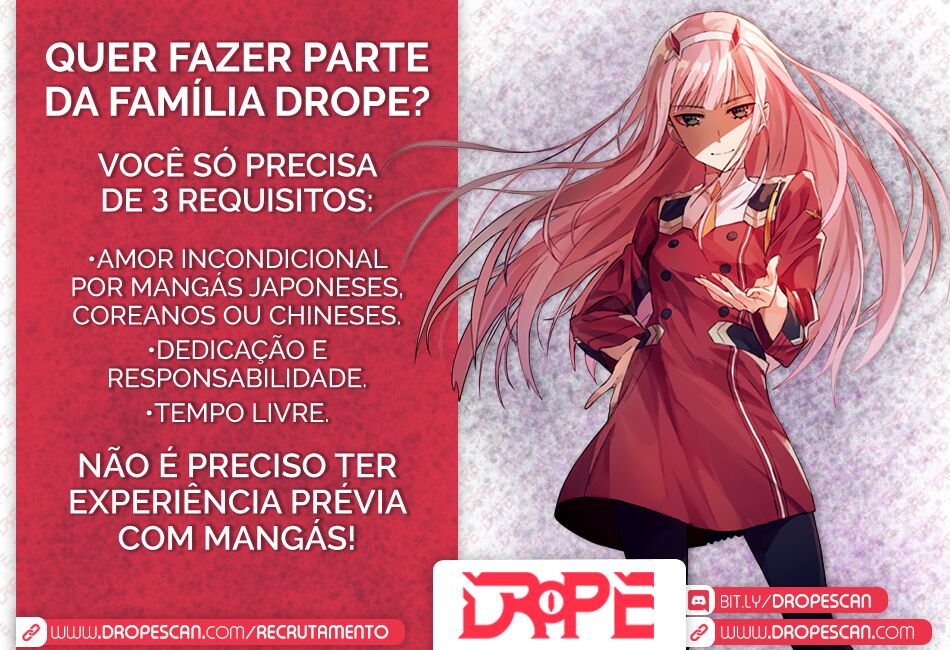 QUER FAZER PARTE
DA FAMÍLIA DROPE?
VOCÊ SÓ PRECISA
DE 3 REQUISITOS:
•AMOR INCONDICIONAL
POR MANGÁS JAPONESES,
COREANOS OU CHINESES.
•DEDICAÇÃO E
RESPONSABILIDADE.
•TEMPO LIVRE.
NÃO É PRECISO TER
EXPERIÊNCIA PRÉVIA
COM MANGÁS!
WWW.DROPESCAN.COM/RECRUTAMENTO
DROPE
BIT.LY/DROPESCAN
WWW.DROPESCAN.COM